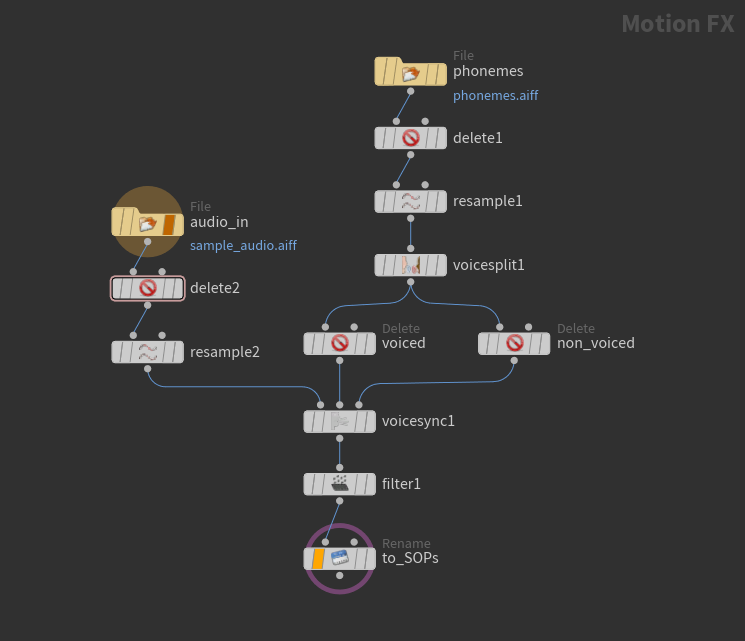 Motion FX
File
phonemes
phonemes.aiff
delete1
resample1
File
audio_in
sample_audio.aiff
voicesplit1
delete2
Delete
voiced
Delete
non_voiced
resample2
voicesync1
filter1
Rename
to_SOPs